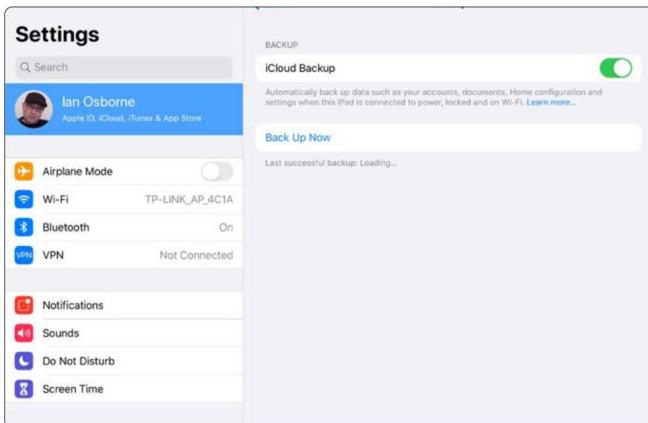 Settings
Search
Ian Osborne
Apple ID, iCloud, iTunes & App Store
Airplane Mode
Wi-Fi TP-LINK_AP_4C1A
Bluetooth On
VPN VPN Not Connected
Notifications
Sounds
Do Not Disturb
Screen Time
BACKUP
iCloud Backup
Automatically back up data such as your accounts, documents, Home configuration and
settings when this iPad is connected to power, locked and on Wi-Fi. Learn more...
Back Up Now
Last successful backup: Loading...